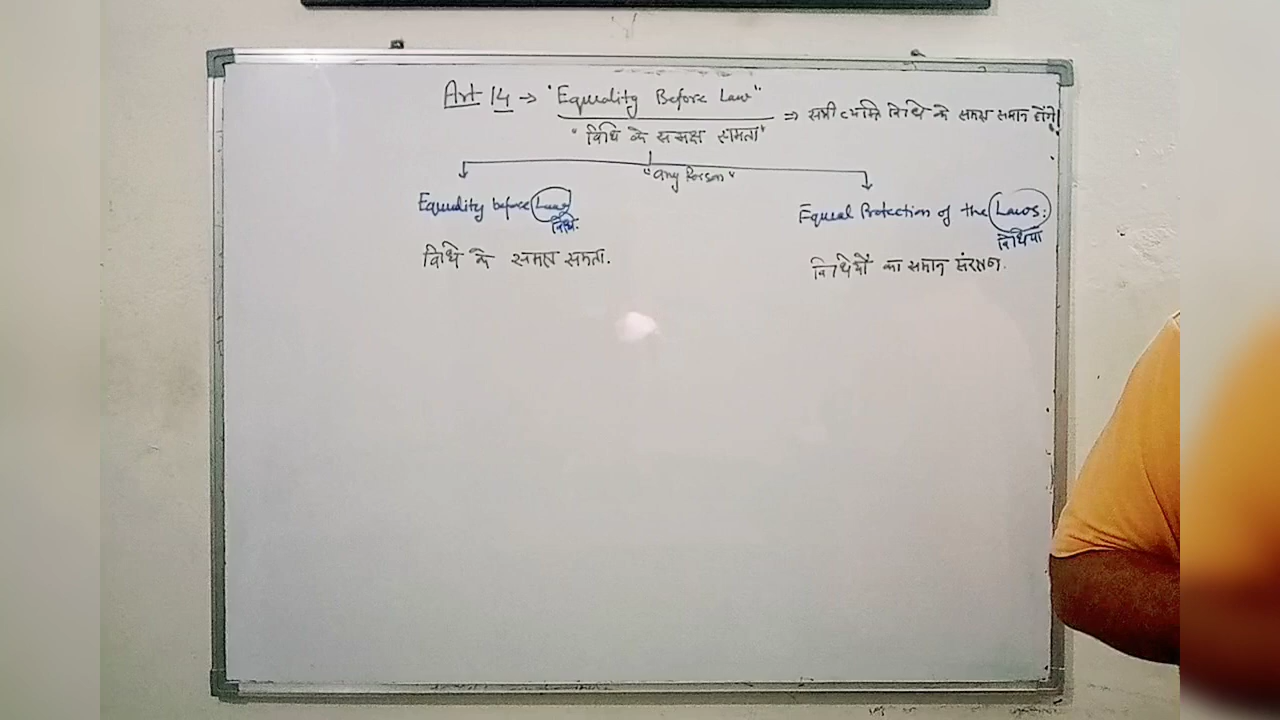 Art 14 → "Equality Before Law" ⇒ सभी व्यक्ति विधि के समक्ष समान होंगे।
"विधि के समक्ष समता"
"any Person"
Equality before Law
विधि
विधि के समक्ष समता.
Equal Protection of the Laws:
विधियों
विधियों का समान संरक्षण.